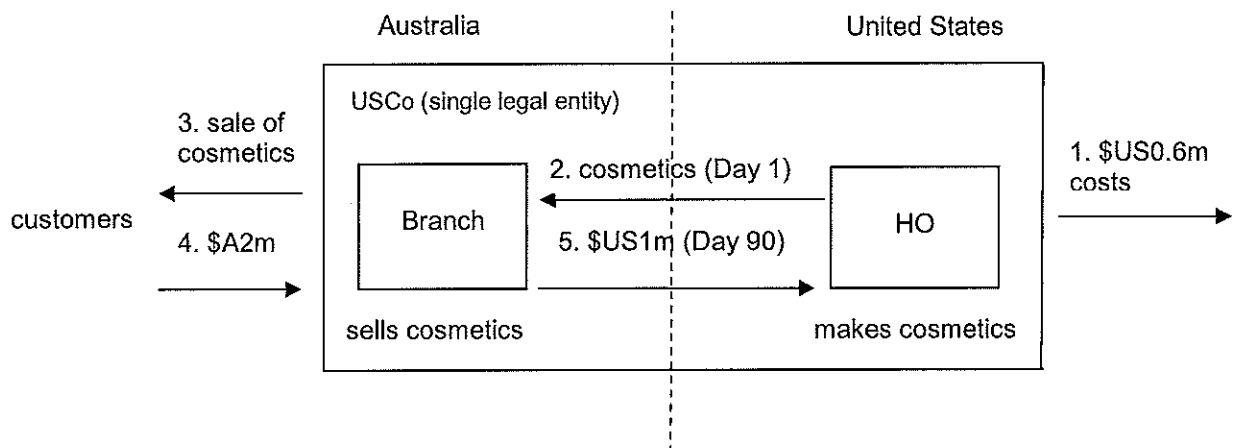 Australia
United States
USCo (single legal entity)
3. sale of
cosmetics
customers
4. $A2m
Branch
sells cosmetics
2. cosmetics (Day 1)
5. $US1m (Day 90)
HO
makes cosmetics
1. $US0.6m
costs